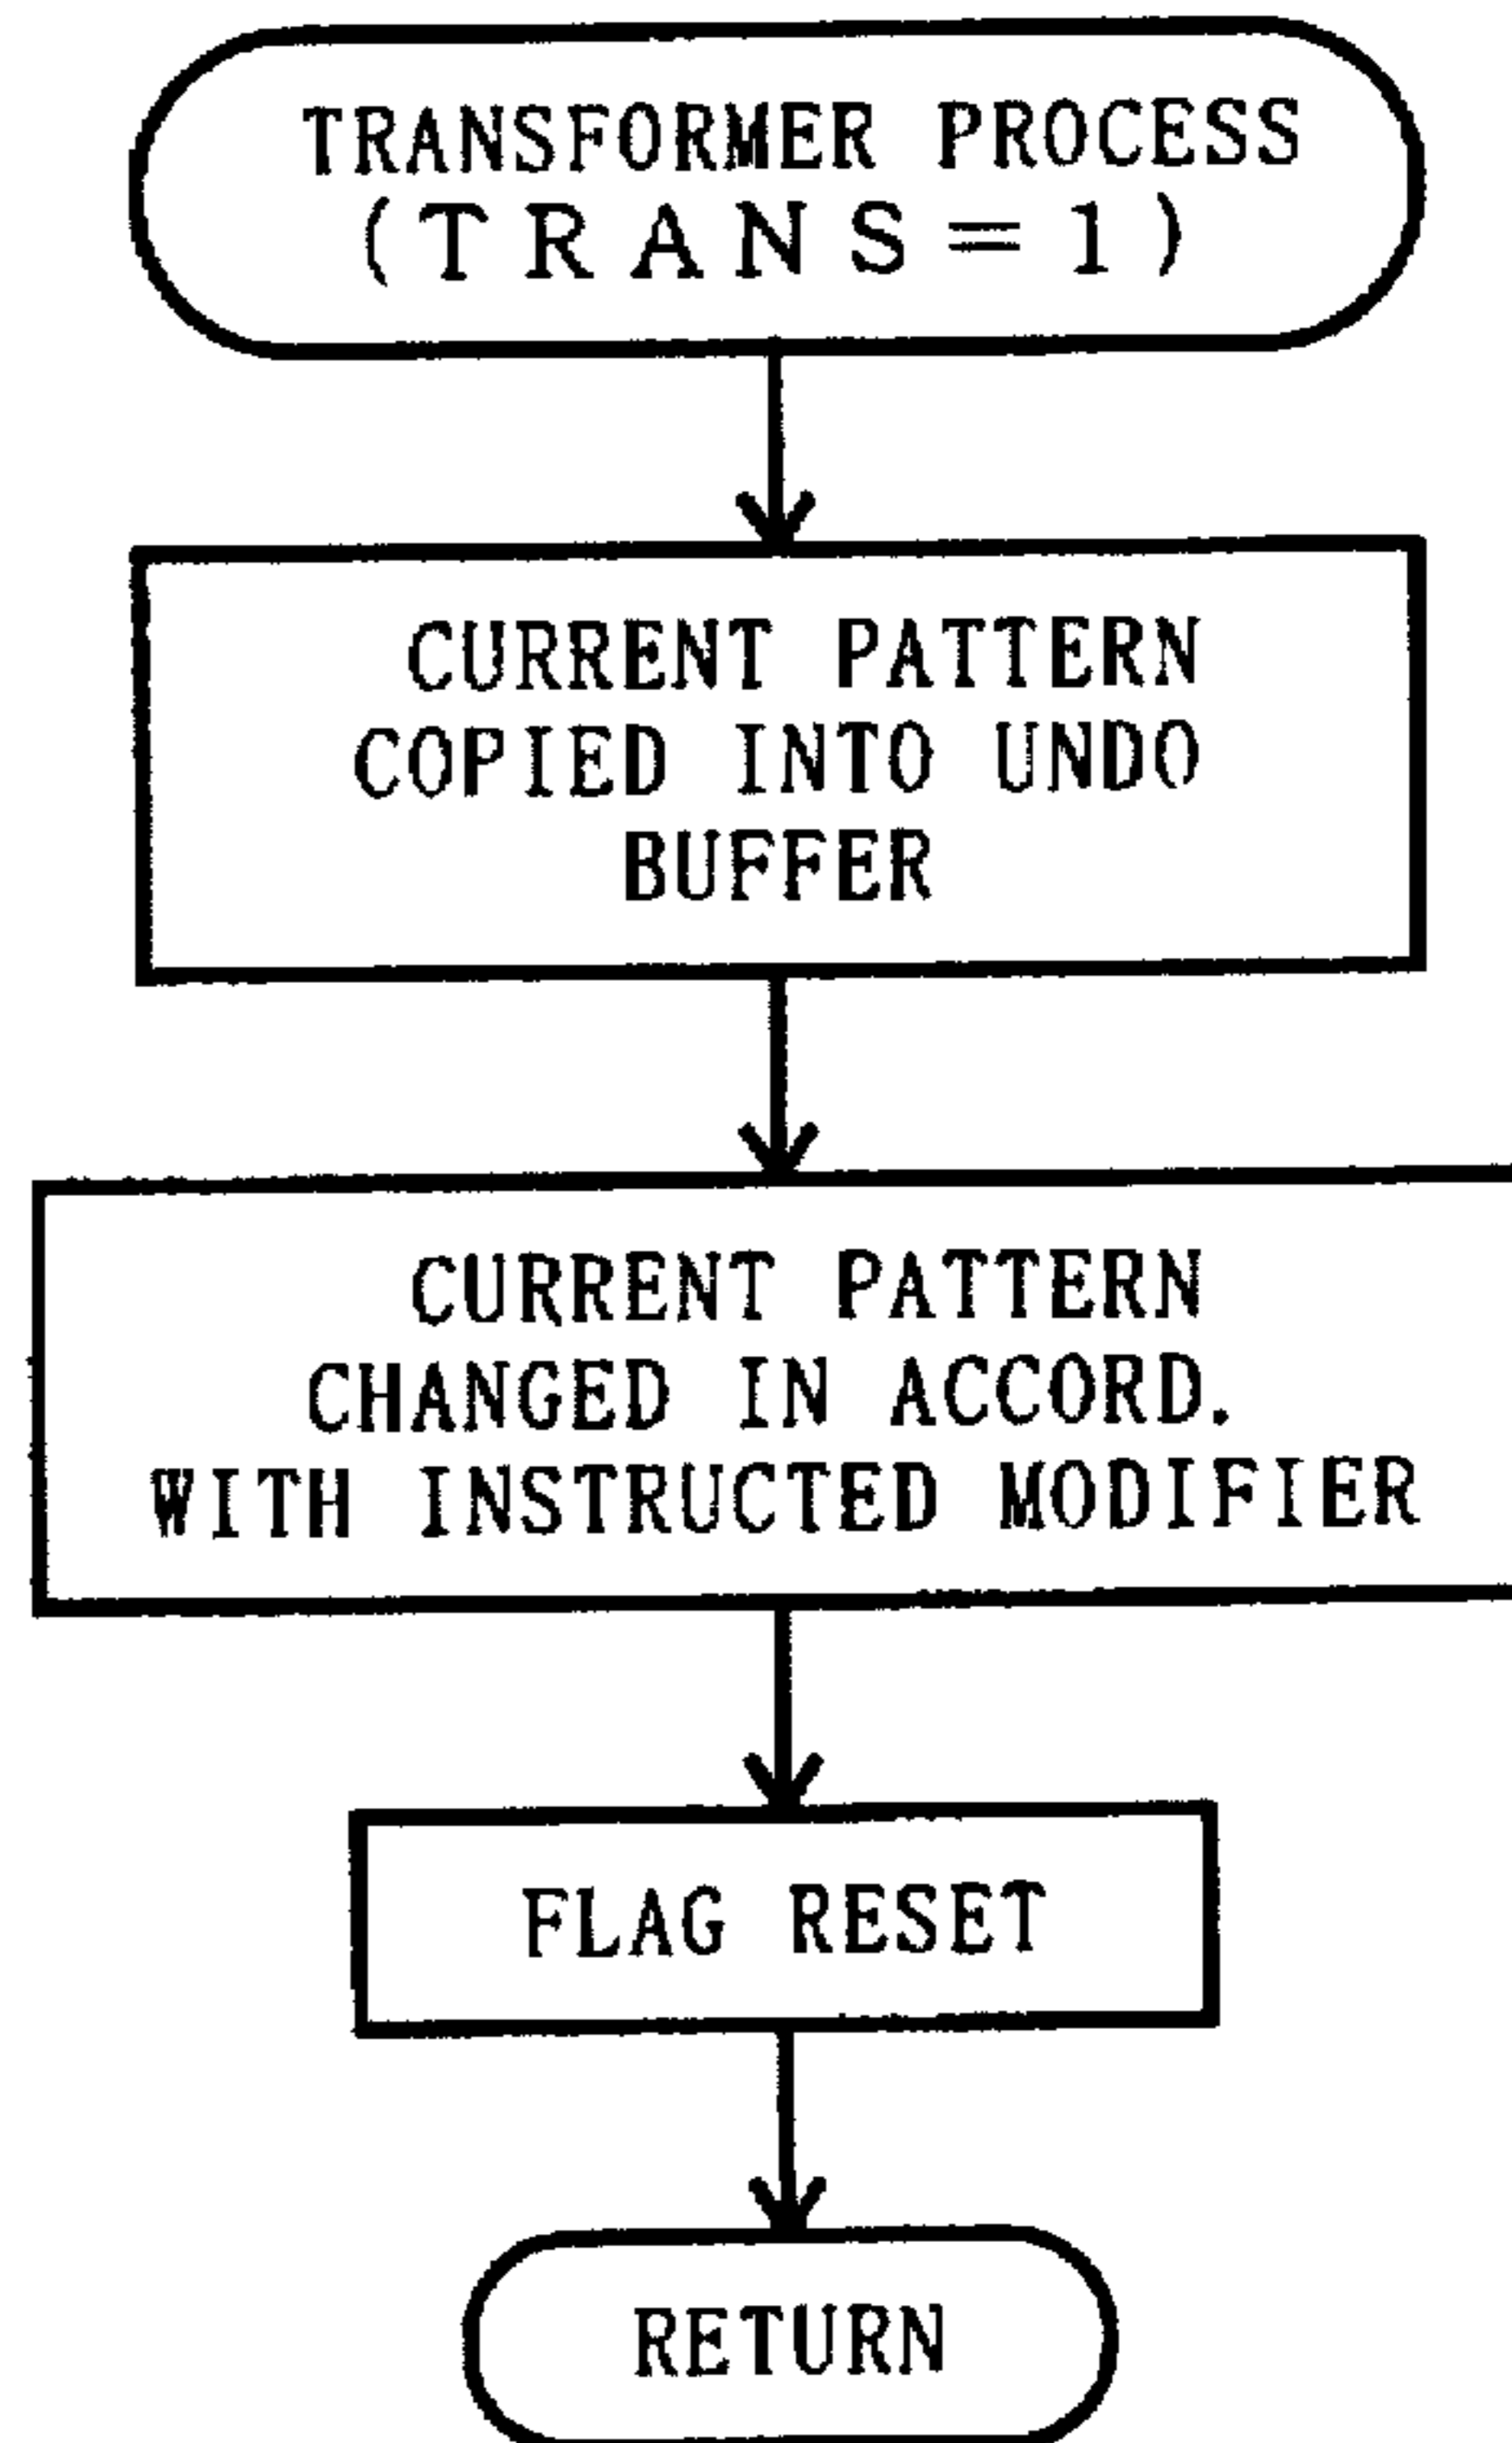 TRANSFORMER PROCESS
(TRANS=1)
CURRENT PATTERN
COPIED INTO UNDO
BUFFER
CURRENT PATTERN
CHANGED IN ACCORD.
WITH INSTRUCTED MODIFIER
FLAG RESET
RETURN